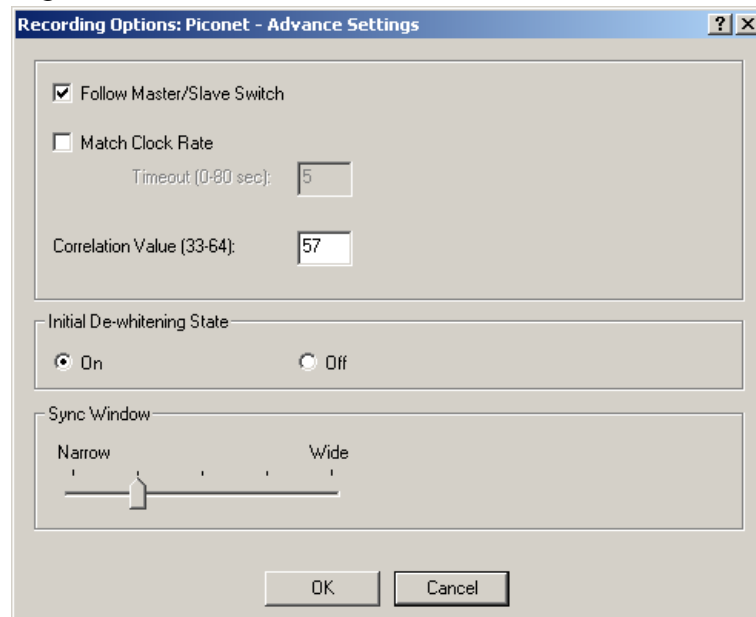 Recording Options: Piconet - Advance Settings
Follow Master/Slave Switch
Match Clock Rate
Timeout (0-80 sec): 5
Correlation Value (33-64): 57
Initial De-whitening State
On Off
Sync Window
Narrow Wide
OK Cancel